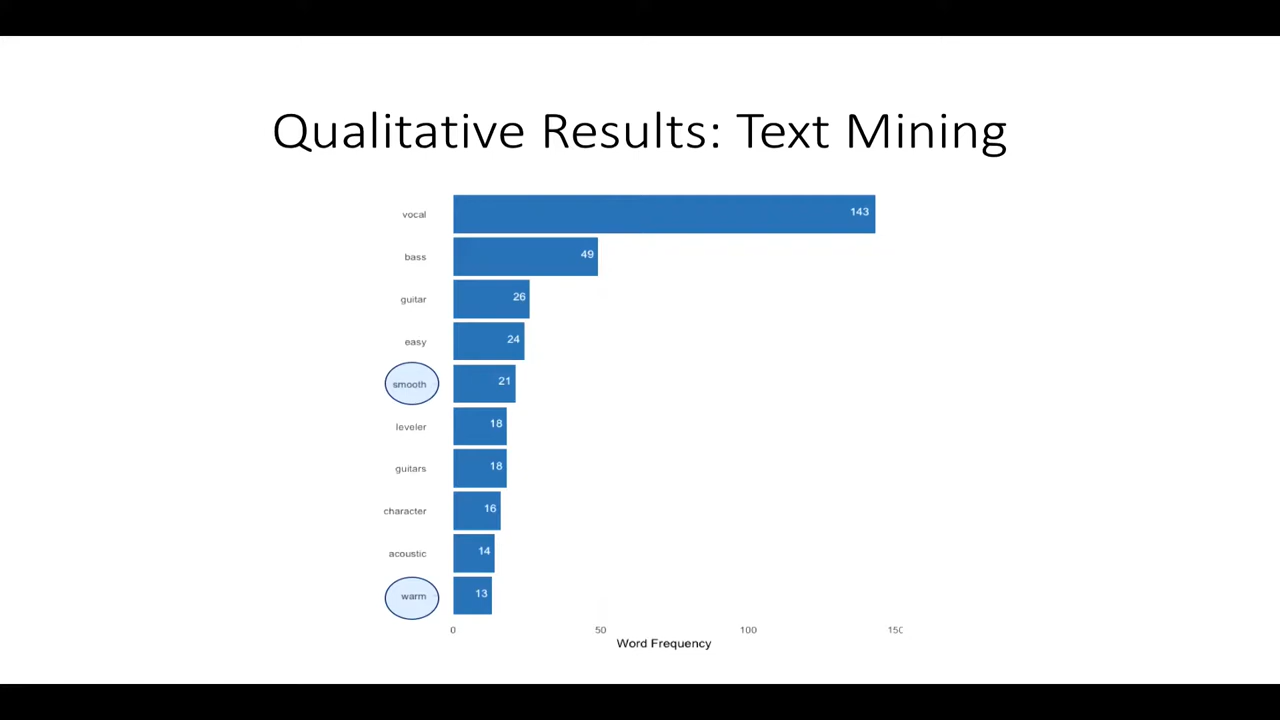 Qualitative Results: Text Mining
vocal 143
bass 49
guitar 26
easy 24
smooth 21
leveler 18
guitars 18
character 16
acoustic 14
warm 13
0 50 100 150
Word Frequency